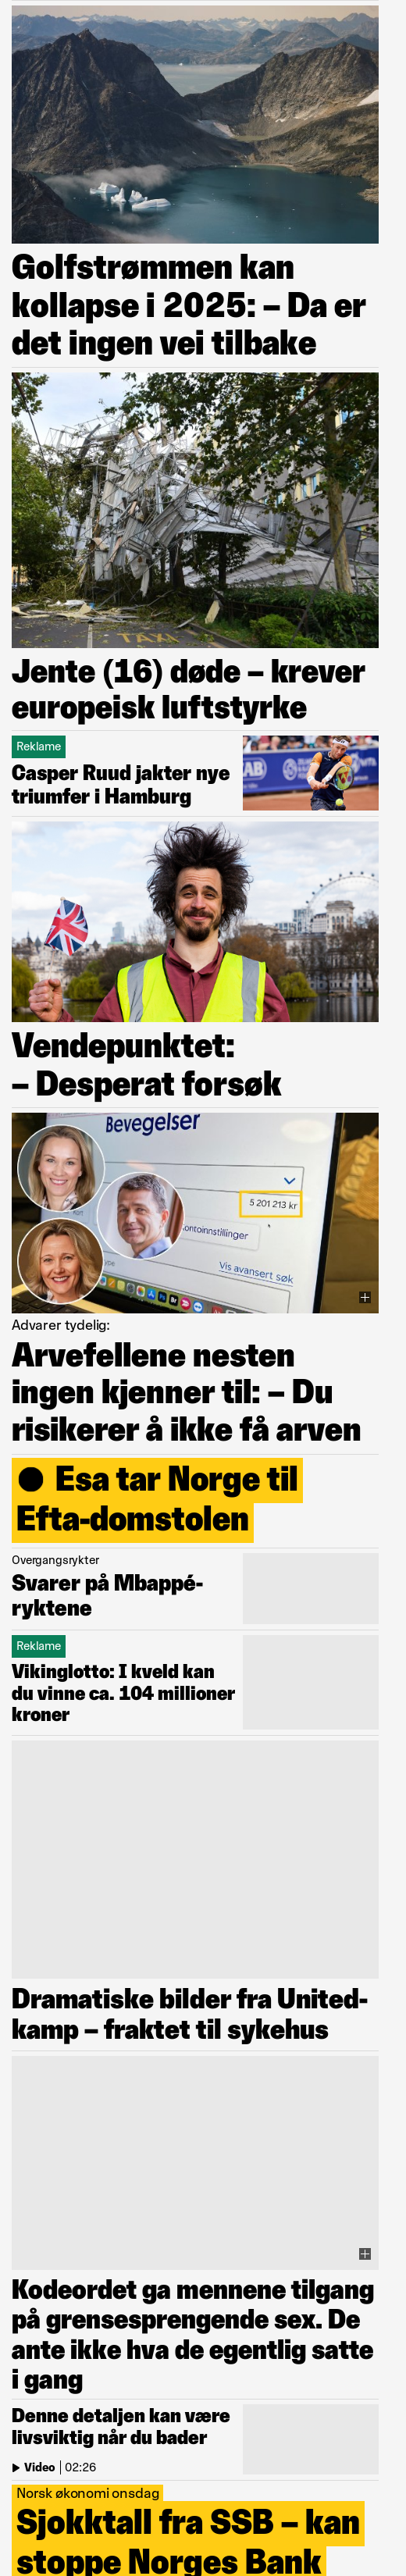 Golfstrømmen kan
kollapse i 2025: – Da er
det ingen vei tilbake
TAXI
Jente (16) døde – krever
europeisk luftstyrke
Reklame
Casper Ruud jakter nye
triumfer i Hamburg
Vendepunktet:
– Desperat forsøk
Bevegelser
5 201 213 kr
ontoinnstillinger
Vis avansert søk
Advarer tydelig:
Arvefellene nesten
ingen kjenner til: – Du
risikerer å ikke få arven
Esa tar Norge til
Efta-domstolen
Overgangsrykter
Svarer på Mbappé-
ryktene
Reklame
Vikinglotto: I kveld kan
du vinne ca. 104 millioner
kroner
Dramatiske bilder fra United-
kamp – fraktet til sykehus
Kodeordet ga mennene tilgang
på grensesprengende sex. De
ante ikke hva de egentlig satte
i gang
Denne detaljen kan være
livsviktig når du bader
Video 02:26
Norsk økonomi onsdag
Sjokktall fra SSB – kan
stoppe Norges Bank